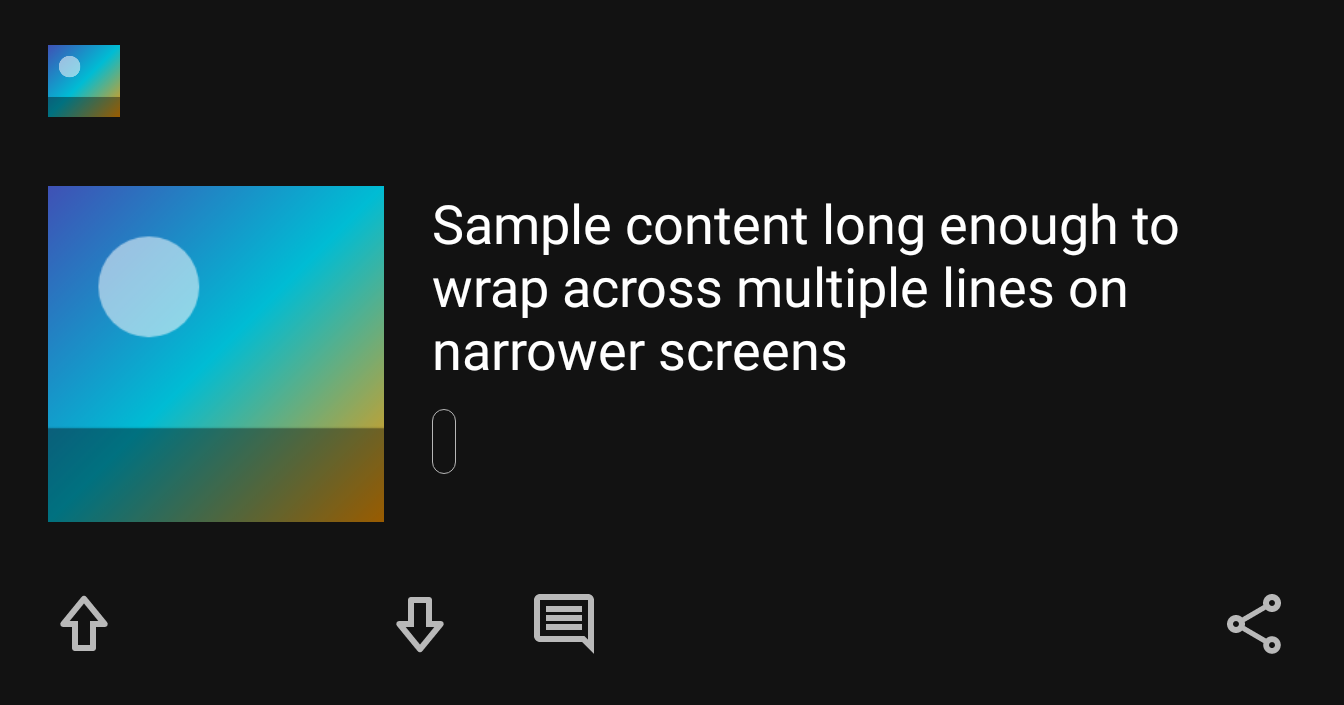 Sample content long enough to
wrap across multiple lines on
narrower screens